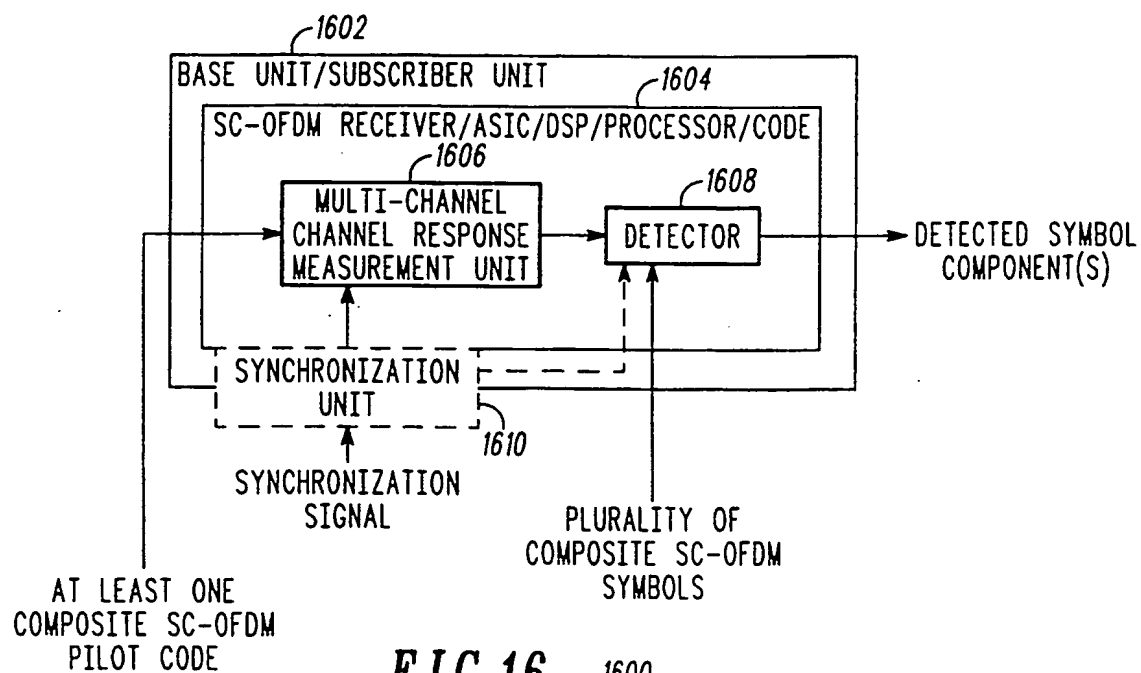 1602
BASE UNIT/SUBSCRIBER UNIT
1604
SC-OFDM RECEIVER/ASIC/DSP/PROCESSOR/CODE
1606
MULTI-CHANNEL
CHANNEL RESPONSE
MEASUREMENT UNIT
1608
DETECTOR
DETECTED SYMBOL
COMPONENT(S)
SYNCHRONIZATION
UNIT
1610
SYNCHRONIZATION
SIGNAL
PLURALITY OF
COMPOSITE SC-OFDM
SYMBOLS
AT LEAST ONE
COMPOSITE SC-OFDM
PILOT CODE
FIG.16
1600